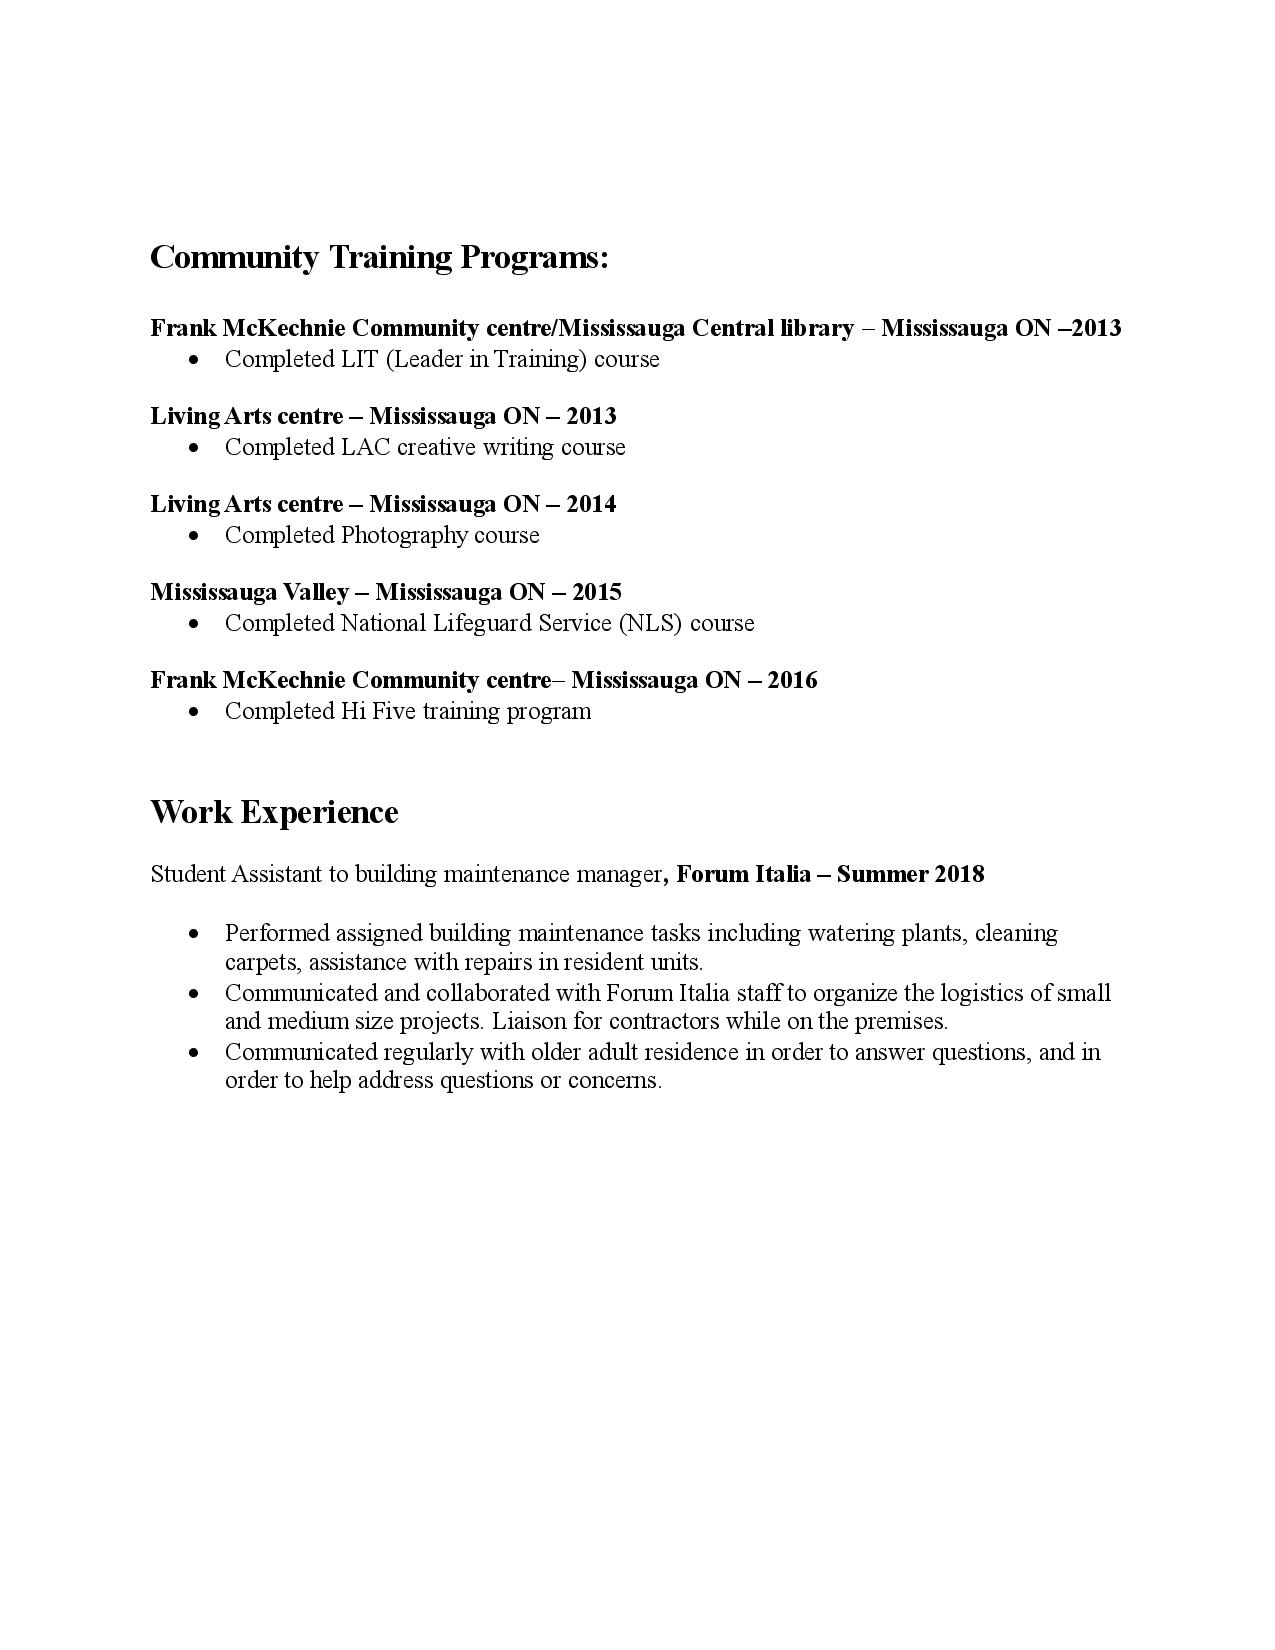 Community Training Programs:
Frank McKechnie Community centre/Mississauga Central library – Mississauga ON –2013
• Completed LIT (Leader in Training) course
Living Arts centre – Mississauga ON – 2013
• Completed LAC creative writing course
Living Arts centre – Mississauga ON – 2014
• Completed Photography course
Mississauga Valley – Mississauga ON – 2015
• Completed National Lifeguard Service (NLS) course
Frank McKechnie Community centre– Mississauga ON – 2016
• Completed Hi Five training program
Work Experience
Student Assistant to building maintenance manager, Forum Italia – Summer 2018
• Performed assigned building maintenance tasks including watering plants, cleaning
carpets, assistance with repairs in resident units.
• Communicated and collaborated with Forum Italia staff to organize the logistics of small
and medium size projects. Liaison for contractors while on the premises.
• Communicated regularly with older adult residence in order to answer questions, and in
order to help address questions or concerns.